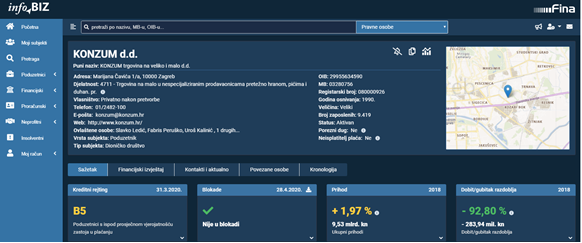 info.BIZ
pretraži po nazivu, MB-u, OIB-u...
Pravne osobe
Fina
Početna
Moji subjekti
Pretraga
Poduzetnici
Financijski
Proračunski
Neprofitni
Insolventni
Moj račun
KONZUM d.d.
Puni naziv: KONZUM trgovina na veliko i malo d.d.
Adresa: Marijana Čavića 1/a, 10000 Zagreb
Djelatnost: 4711 - Trgovina na malo u nespecijaliziranim prodavaonicama pretežno hranom, pićima i
duhan. pr.
Vlasništvo: Privatno nakon pretvorbe
Telefon: 01/2482-100
E-pošta: konzum@konzum.hr
Web: http://www.konzum.hr/
Ovlaštene osobe: Slavko Ledić, Fabris Peruško, Uroš Kalinić , 1 drugih...
Vrsta subjekta: Poduzetnik
Tip subjekta: Dioničko društvo
OIB: 29955634590
MB: 03280756
Registarski broj: 080000926
Godina osnivanja: 1990.
Veličina: Veliki
Broj zaposlenih: 9.419
Status: Aktivan
Porezni dug: Ne
Neisplatitelj plaće: Ne
Sažetak
Financijski izvještaj
Kontakti i aktualno
Povezane osobe
Kronologija
Kreditni rejting 31.3.2020.
B5
Poduzetnik s ispod prosječnom vjerojatnošću
zastoja u plaćanju
Blokade 28.4.2020.
Nije u blokadi
Prihod 2018
+ 1,97 %
9,53 mlrd. kn
Ukupni prihod
Dobit/gubitak razdoblja 2018
- 92,80 %
- 283,94 mil. kn
Dobit/gubitak razdoblja